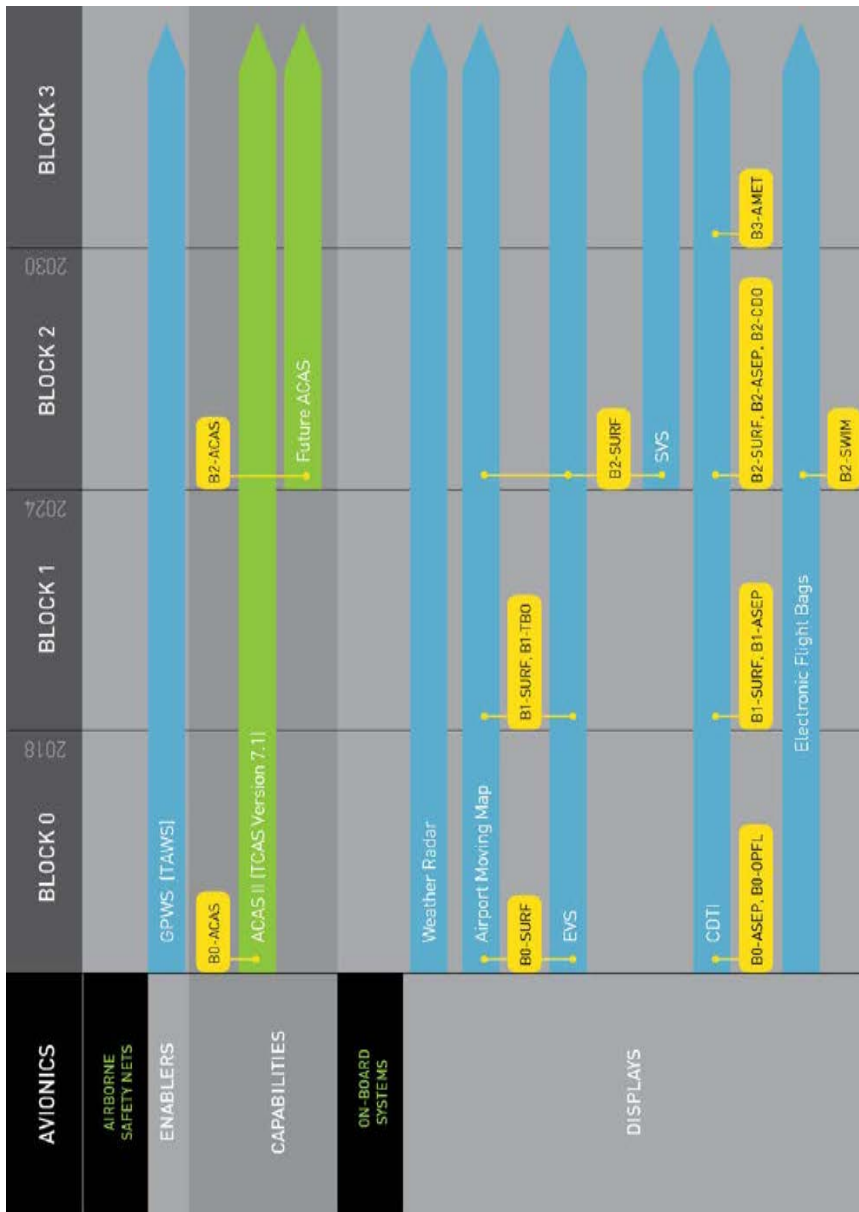 AVIONICS
BLOCK 0
2018
BLOCK 1
2024
BLOCK 2
2030
BLOCK 3
AIRBORNE
SAFETY NETS
ENABLERS
GPWS (TAWS)
CAPABILITIES
B0-ACAS
B2-ACAS
ACAS II (TCAS Version 7.1)
Future ACAS
ON-BOARD
SYSTEMS
DISPLAYS
Weather Radar
Airport Moving Map
B0-SURF
B1-SURF, B1-TBO
EVS
B2-SURF
SVS
CDTI
B0-ASEP, B0-OPFL
B1-SURF, B1-ASEP
B2-SURF, B2-ASEP, B2-CDO
B3-AMET
Electronic Flight Bags
B2-SWIM